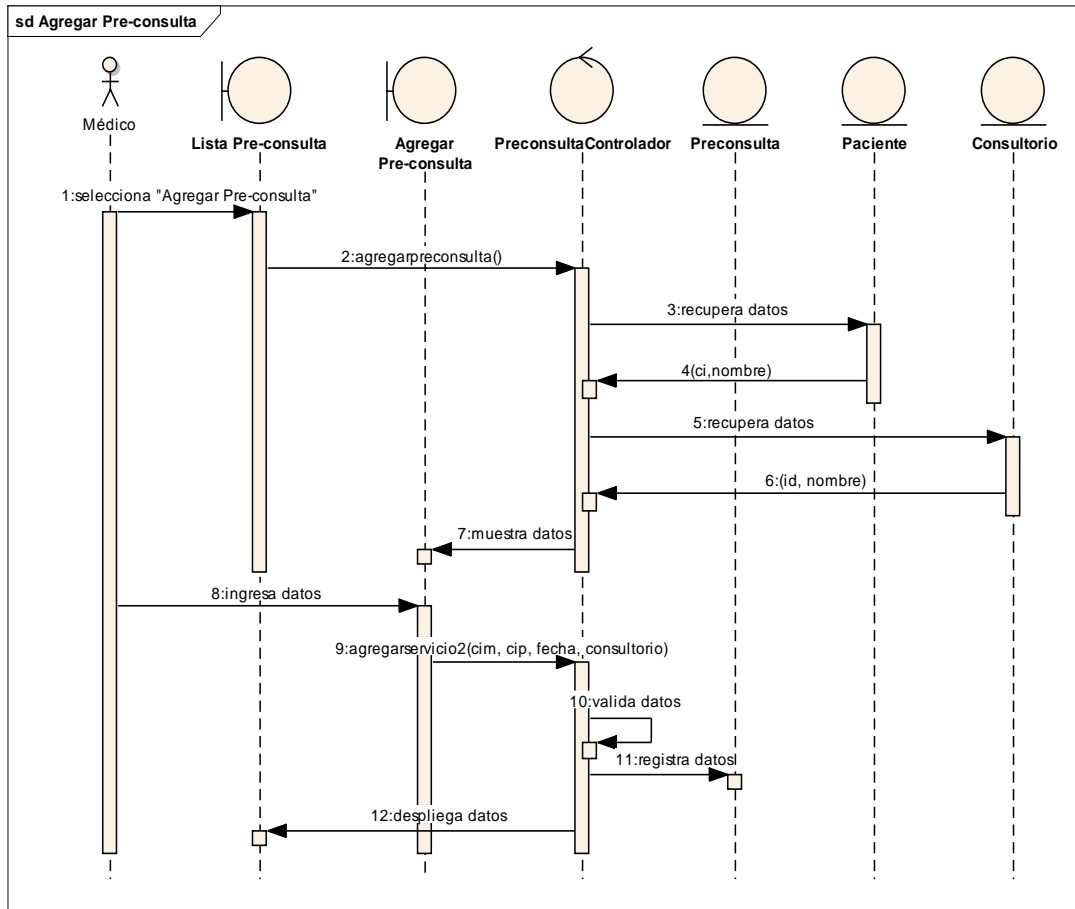 sd Agregar Pre-consulta
Médico
Lista Pre-consulta
Agregar
Pre-consulta
PreconsultaControlador
Preconsulta
Paciente
Consultorio
1:selecciona "Agregar Pre-consulta"
2:agregarpreconsulta()
3:recupera datos
4(ci,nombre)
5:recupera datos
6:(id, nombre)
7:muestra datos
8:ingresa datos
9:agregarservicio2(cim, cip, fecha, consultorio)
10:valida datos
11:registra datos
12:despliega datos